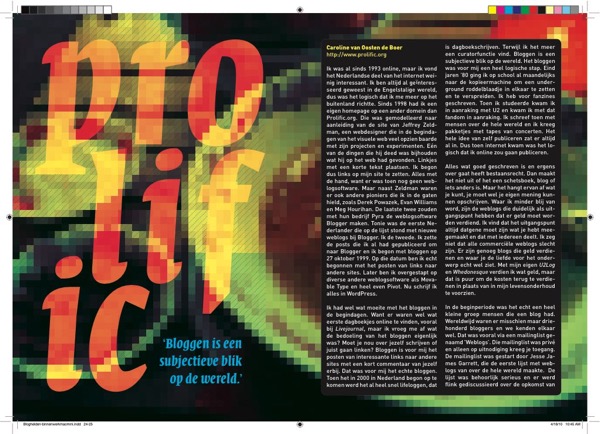 pro
lif
ic
'Bloggen is een
subjectieve blik
op de wereld.'
Caroline van Oosten de Boer
http://www.prolific.org
Ik was al sinds 1993 online, maar ik vond
het Nederlandse deel van het internet wei-
nig interessant. Ik ben altijd al geïnteres-
seerd geweest in de Engelstalige wereld,
dus was het logisch dat ik me meer op het
buitenland richtte. Sinds 1998 had ik een
eigen homepage op een ander domein dan
Prolific.org. Die was gemodelleerd naar
aanleiding van de site van Jeffrey Zeld-
man, een webdesigner die in de beginda-
gen van het visuele web veel opzien baarde
met zijn projecten en experimenten. Eén
van de dingen die hij deed was bijhouden
wat hij op het web had gevonden. Linkjes
met een korte tekst plaatsen. Ik begon
dus links op mijn site te zetten. Alles met
de hand, want er was toen nog geen web-
logsoftware. Maar naast Zeldman waren
er ook andere pioniers die ik in de gaten
hield, zoals Derek Powazek, Evan Williams
en Meg Hourihan. De laatste twee zouden
met hun bedrijf Pyra de weblogsoftware
Blogger maken. Tonie was de eerste Ne-
derlander die op de lijst stond met nieuwe
weblogs bij Blogger. Ik de tweede. Ik zette
de posts die ik al had gepubliceerd om
naar Blogger en ik begon met bloggen op
27 oktober 1999. Op die datum ben ik echt
begonnen met het posten van links naar
andere sites. Later ben ik overgestapt op
diverse andere weblogsoftware als Mova-
ble Type en heel even Pivot. Nu schrijf ik
alles in WordPress.
Ik had wel wat moeite met het bloggen in
de begindagen. Want er waren wel wat
eerste dagboekjes online te vinden, vooral
bij Livejournal, maar ik vroeg me af wat
de bedoeling van het bloggen eigenlijk
was? Moet je nou over jezelf schrijven of
juist gaan linken? Bloggen is voor mij het
posten van interessante links naar andere
sites met een kort commentaar van jezelf
erbij. Dat was voor mij het echte bloggen.
Toen het in 2000 in Nederland begon op te
komen werd het al heel snel lifeloggen, dat
is dagboekschrijven. Terwijl ik het meer
een curatorfunctie vind. Bloggen is een
subjectieve blik op de wereld. Het bloggen
was voor mij een heel logische stap. Eind
jaren '80 ging ik op school al maandelijks
naar de kopieermachine om een under-
ground roddelblaadje in elkaar te zetten
en te verspreiden. Ik heb voor fanzines
geschreven. Toen ik studeerde kwam ik
in aanraking met U2 en kwam ik met dat
fandom in aanraking. Ik schreef toen met
mensen over de hele wereld en ik kreeg
pakketjes met tapes van concerten. Het
hele idee van zelf publiceren zat er altijd
al in. Dus toen internet kwam was het lo-
gisch dat ik online zou gaan publiceren.
Alles wat goed geschreven is en ergens
over gaat heeft bestaansrecht. Dan maakt
het niet uit of het een schetsboek, blog of
iets anders is. Maar het hangt ervan af wat
je kunt, je moet wel je eigen mening kun-
nen opschrijven. Waar ik minder blij van
word, zijn de weblogs die duidelijk als uit-
gangspunt hebben dat er geld moet wor-
den verdiend. Ik vind dat het uitgangspunt
altijd datgene moet zijn wat je hebt mee-
gemaakt en dat met iedereen deelt. Ik zeg
niet dat alle commerciële weblogs slecht
zijn. Er zijn genoeg blogs die geld verdie-
nen en waar je de liefde voor het onder-
werp echt wel ziet. Met mijn eigen U2Log
en Whedonesque verdien ik wat geld, maar
dat is puur om de kosten terug te verdie-
nen in plaats van in mijn levensonderhoud
te voorzien.
In de beginperiode was het echt een heel
kleine groep mensen die een blog had.
Wereldwijd waren er misschien maar drie-
honderd bloggers en we kenden elkaar
wel. Dat was vooral via een mailinglist ge-
naamd 'Weblogs'. Die mailinglist was privé
en alleen op uitnodiging kreeg je toegang.
De mailinglist was gestart door Jesse Ja-
mes Garrett, die de eerste lijst met web-
logs van over de hele wereld maakte. De
lijst was behoorlijk serieus en er werd
flink gediscussieerd over de opkomst van
Bloghelden-binnenwerkmachini.indd 24-25
4/19/10 10:45 AM